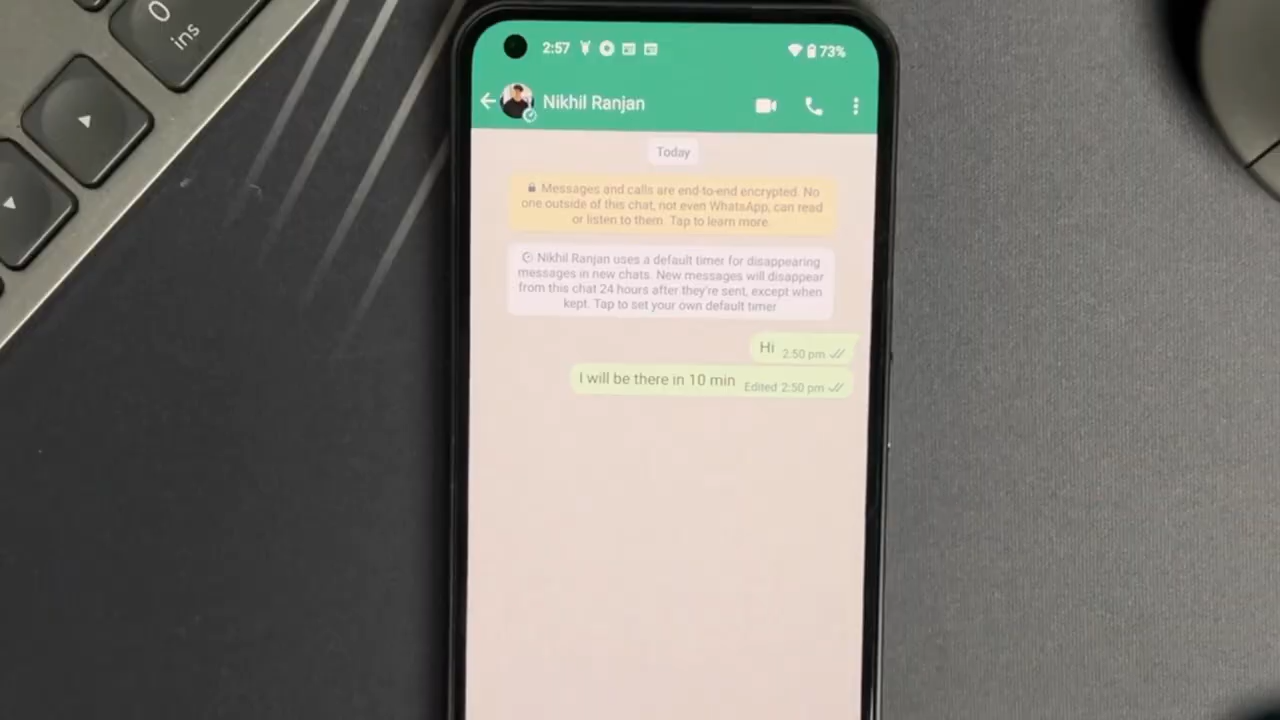 0
ins
2:57 73%
Nikhil Ranjan
Today
Messages and calls are end-to-end encrypted. No
one outside of this chat, not even WhatsApp, can read
or listen to them. Tap to learn more.
Nikhil Ranjan uses a default timer for disappearing
messages in new chats. New messages will disappear
from this chat 24 hours after they're sent, except when
kept. Tap to set your own default timer
Hi 2:50 pm
I will be there in 10 min Edited 2:50 pm